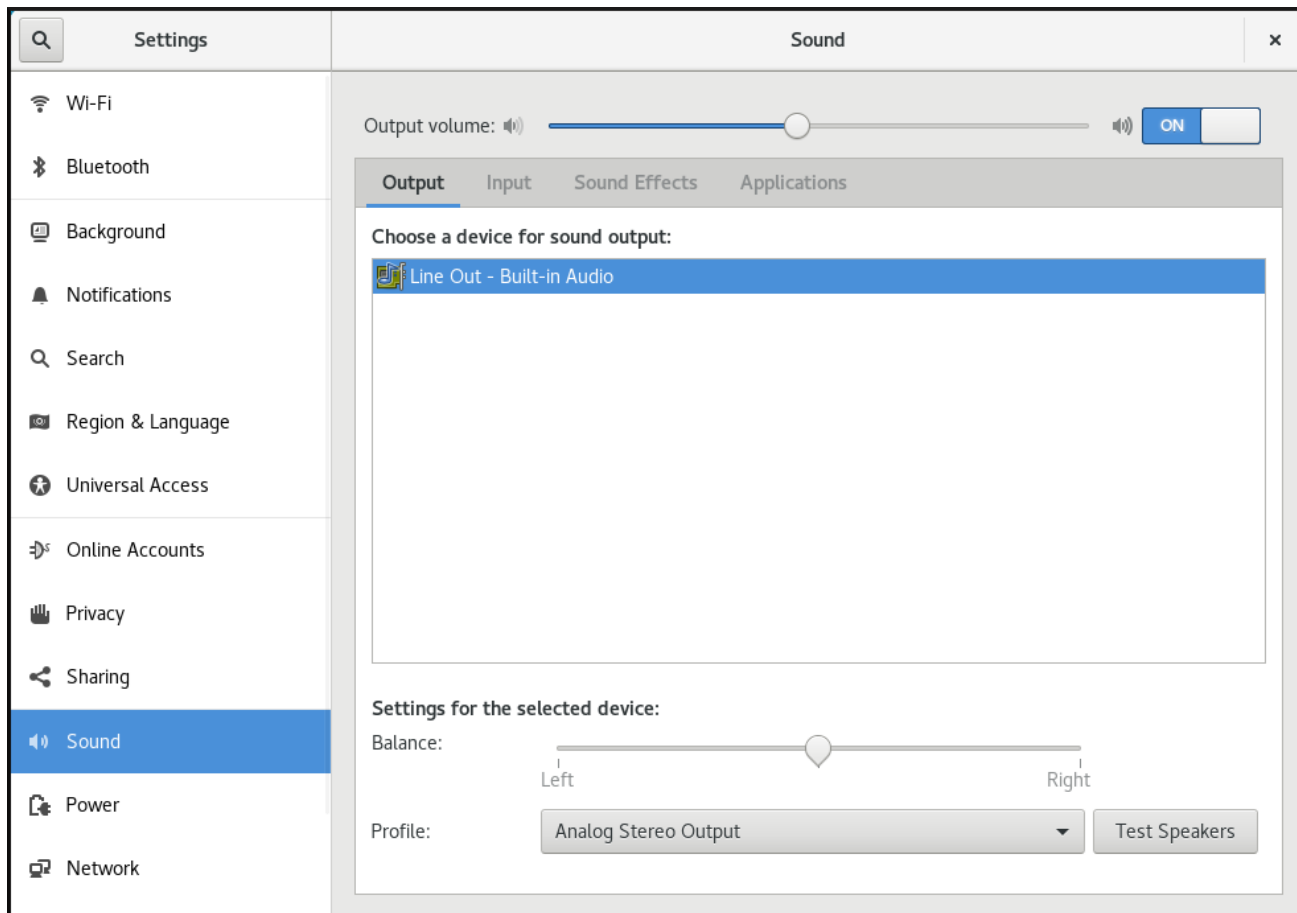 Settings
Sound
Wi-Fi
Bluetooth
Background
Notifications
Search
Region & Language
Universal Access
Online Accounts
Privacy
Sharing
Sound
Power
Network
Output volume:
ON
Output Input Sound Effects Applications
Choose a device for sound output:
Line Out - Built-in Audio
Settings for the selected device:
Balance:
Left Right
Profile: Analog Stereo Output Test Speakers